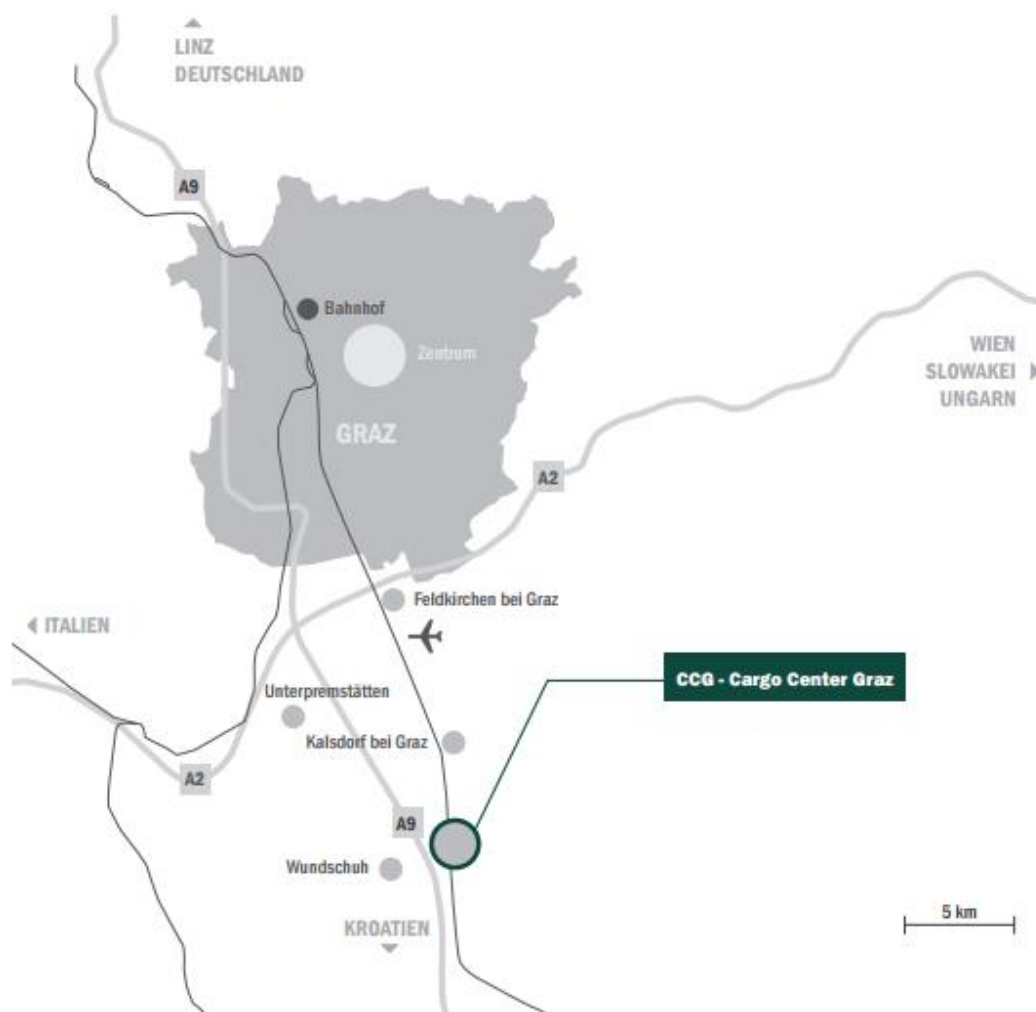 LINZ
DEUTSCHLAND
A9
Bahnhof
Zentrum
WIEN
SLOWAKEI
UNGARN
GRAZ
A2
Feldkirchen bei Graz
ITALIEN
CCG - Cargo Center Graz
Unterpremstätten
Kalsdorf bei Graz
A2
A9
Wundschuh
5 km
KROATIEN